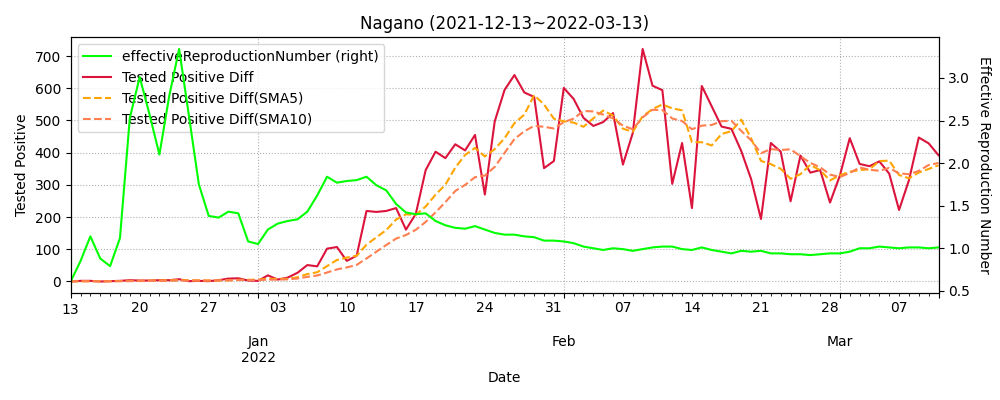 Nagano (2021-12-13~2022-03-13)
effectiveReproductionNumber (right)
Tested Positive Diff
Tested Positive Diff(SMA5)
Tested Positive Diff(SMA10)
Tested Positive
700
600
500
400
300
200
100
0
3.0
2.5
2.0
1.5
1.0
0.5
Effective Reproduction Number
13 20 27 03 10 17 24 31 07 14 21 28 07
Jan Feb Mar
2022
Date